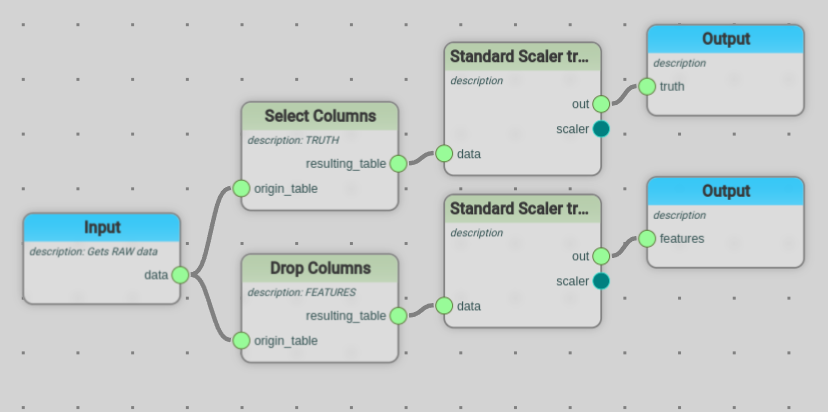 Input
description: Gets RAW data
data
Select Columns
description: TRUTH
resulting_table
origin_table
Drop Columns
description: FEATURES
resulting_table
origin_table
Standard Scaler tr...
description
out
scaler
data
Standard Scaler tr...
description
out
scaler
data
Output
description
truth
Output
description
features